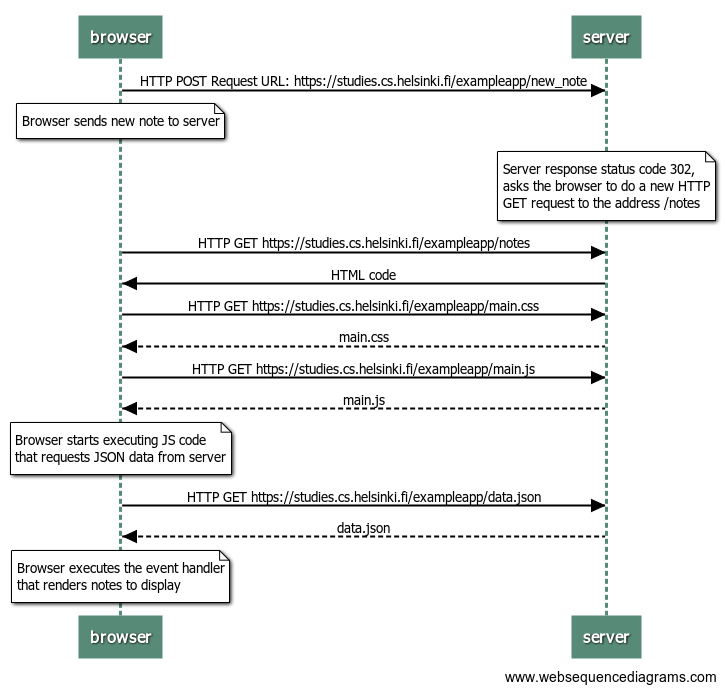 browser
server
HTTP POST Request URL: https://studies.cs.helsinki.fi/exampleapp/new_note
Browser sends new note to server
Server response status code 302,
asks the browser to do a new HTTP
GET request to the address /notes
HTTP GET https://studies.cs.helsinki.fi/exampleapp/notes
HTML code
HTTP GET https://studies.cs.helsinki.fi/exampleapp/main.css
main.css
HTTP GET https://studies.cs.helsinki.fi/exampleapp/main.js
main.js
Browser starts executing JS code
that requests JSON data from server
HTTP GET https://studies.cs.helsinki.fi/exampleapp/data.json
data.json
Browser executes the event handler
that renders notes to display
browser
server
www.websequencediagrams.com